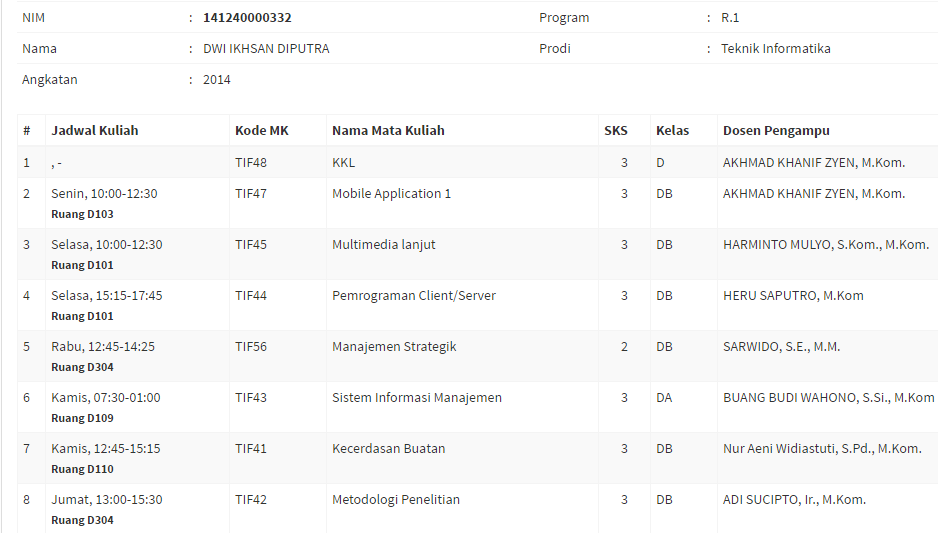 NIM : 141240000332 Program : R.1
Nama : DWI IKHSAN DIPUTRA Prodi : Teknik Informatika
Angkatan : 2014
# Jadwal Kuliah Kode MK Nama Mata Kuliah SKS Kelas Dosen Pengampu
1 , - TIF48 KKL 3 D AKHMAD KHANIF ZYEN, M.Kom.
2 Senin, 10:00-12:30 TIF47 Mobile Application 1 3 DB AKHMAD KHANIF ZYEN, M.Kom.
Ruang D103
3 Selasa, 10:00-12:30 TIF45 Multimedia lanjut 3 DB HARMINTO MULYO, S.Kom., M.Kom.
Ruang D101
4 Selasa, 15:15-17:45 TIF44 Pemrograman Client/Server 3 DB HERU SAPUTRO, M.Kom
Ruang D101
5 Rabu, 12:45-14:25 TIF56 Manajemen Strategik 2 DB SARWIDO, S.E., M.M.
Ruang D304
6 Kamis, 07:30-01:00 TIF43 Sistem Informasi Manajemen 3 DA BUANG BUDI WAHONO, S.Si., M.Kom
Ruang D109
7 Kamis, 12:45-15:15 TIF41 Kecerdasan Buatan 3 DB Nur Aeni Widiastuti, S.Pd., M.Kom.
Ruang D110
8 Jumat, 13:00-15:30 TIF42 Metodologi Penelitian 3 DB ADI SUCIPTO, Ir., M.Kom.
Ruang D304